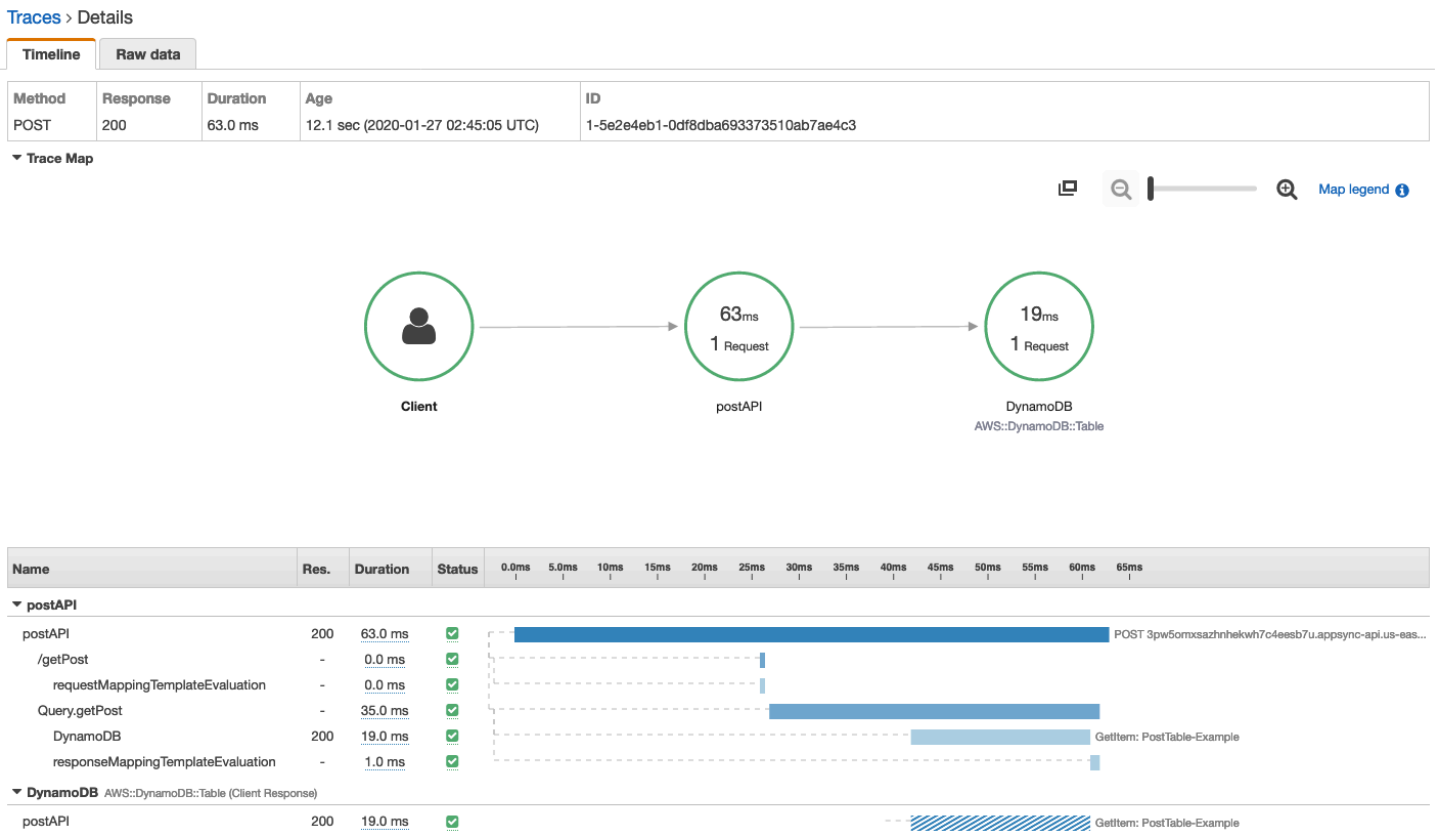 Traces › Details
Timeline Raw data
Method Response Duration Age ID
POST 200 63.0 ms 12.1 sec (2020-01-27 02:45:05 UTC) 1-5e2e4eb1-0df8dba693373510ab7ae4c3
Trace Map
Map legend
63ms 19ms
1 Request 1 Request
Client postAPI DynamoDB
AWS::DynamoDB::Table
Name Res. Duration Status 0.0ms 5.0ms 10ms 15ms 20ms 25ms 30ms 35ms 40ms 45ms 50ms 55ms 60ms 65ms
postAPI
postAPI 200 63.0 ms POST 3pw5omxsazhnhekwh7c4eesb7u.appsync-api.us-eas...
/getPost - 0.0 ms
requestMappingTemplateEvaluation - 0.0 ms
Query.getPost - 35.0 ms
DynamoDB 200 19.0 ms GetItem: PostTable-Example
responseMappingTemplateEvaluation - 1.0 ms
DynamoDB AWS::DynamoDB::Table (Client Response)
postAPI 200 19.0 ms GetItem: PostTable-Example